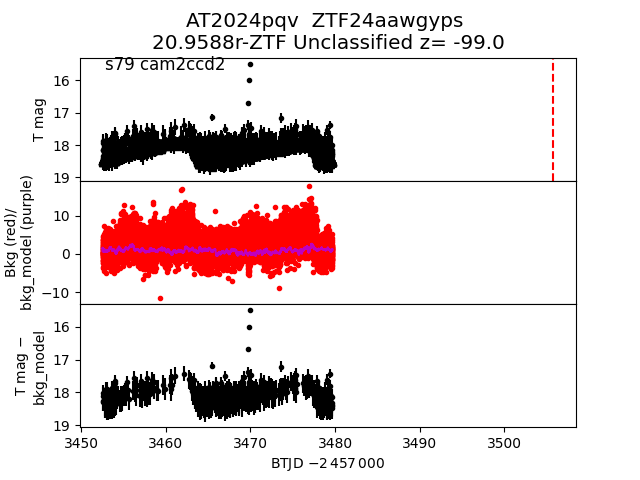 AT2024pqv  ZTF24aawgyps
20.9588r-ZTF Unclassified z= -99.0
s79 cam2ccd2
T mag
16
17
18
19
Bkg (red)/
bkg_model (purple)
10
0
−10
T mag −
bkg_model
16
17
18
19
3450 3460 3470 3480 3490 3500
BTJD −2 457 000